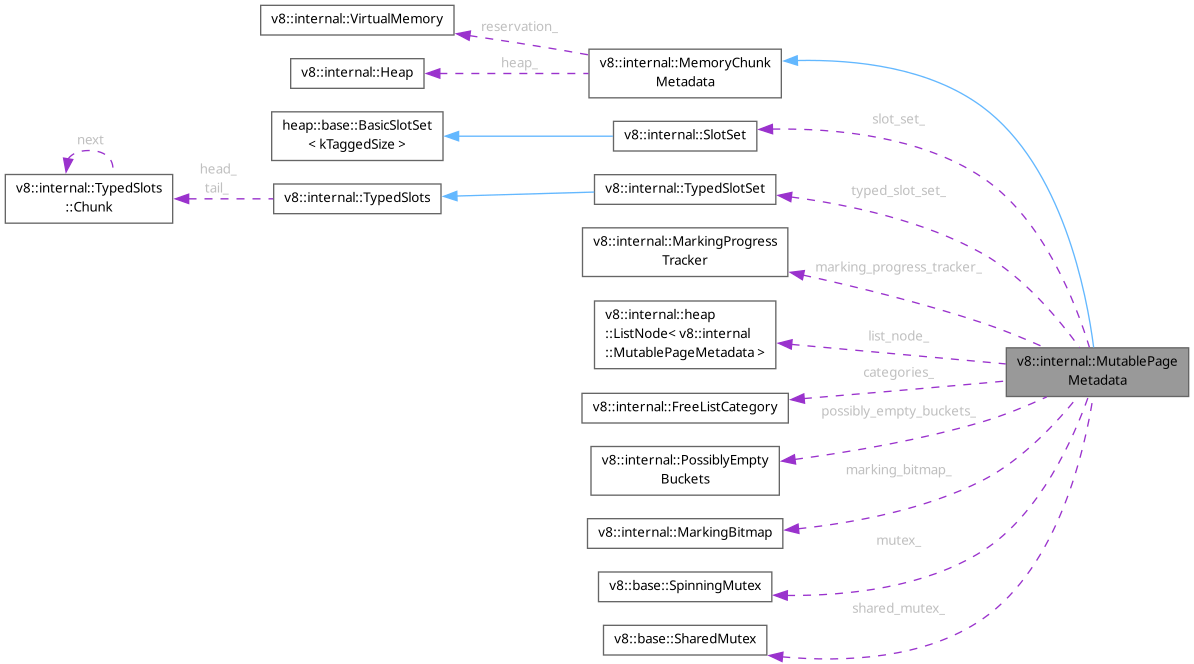 v8::internal::VirtualMemory
reservation_
v8::internal::MemoryChunk
Metadata
v8::internal::Heap
heap_
heap::base::BasicSlotSet
< kTaggedSize >
v8::internal::SlotSet
slot_set_
next
v8::internal::TypedSlots
::Chunk
head_
tail_
v8::internal::TypedSlots
v8::internal::TypedSlotSet
typed_slot_set_
v8::internal::MarkingProgress
Tracker
marking_progress_tracker_
v8::internal::heap
::ListNode< v8::internal
::MutablePageMetadata >
list_node_
v8::internal::MutablePage
Metadata
categories_
v8::internal::FreeListCategory
possibly_empty_buckets_
v8::internal::PossiblyEmpty
Buckets
marking_bitmap_
v8::internal::MarkingBitmap
mutex_
v8::base::SpinningMutex
shared_mutex_
v8::base::SharedMutex